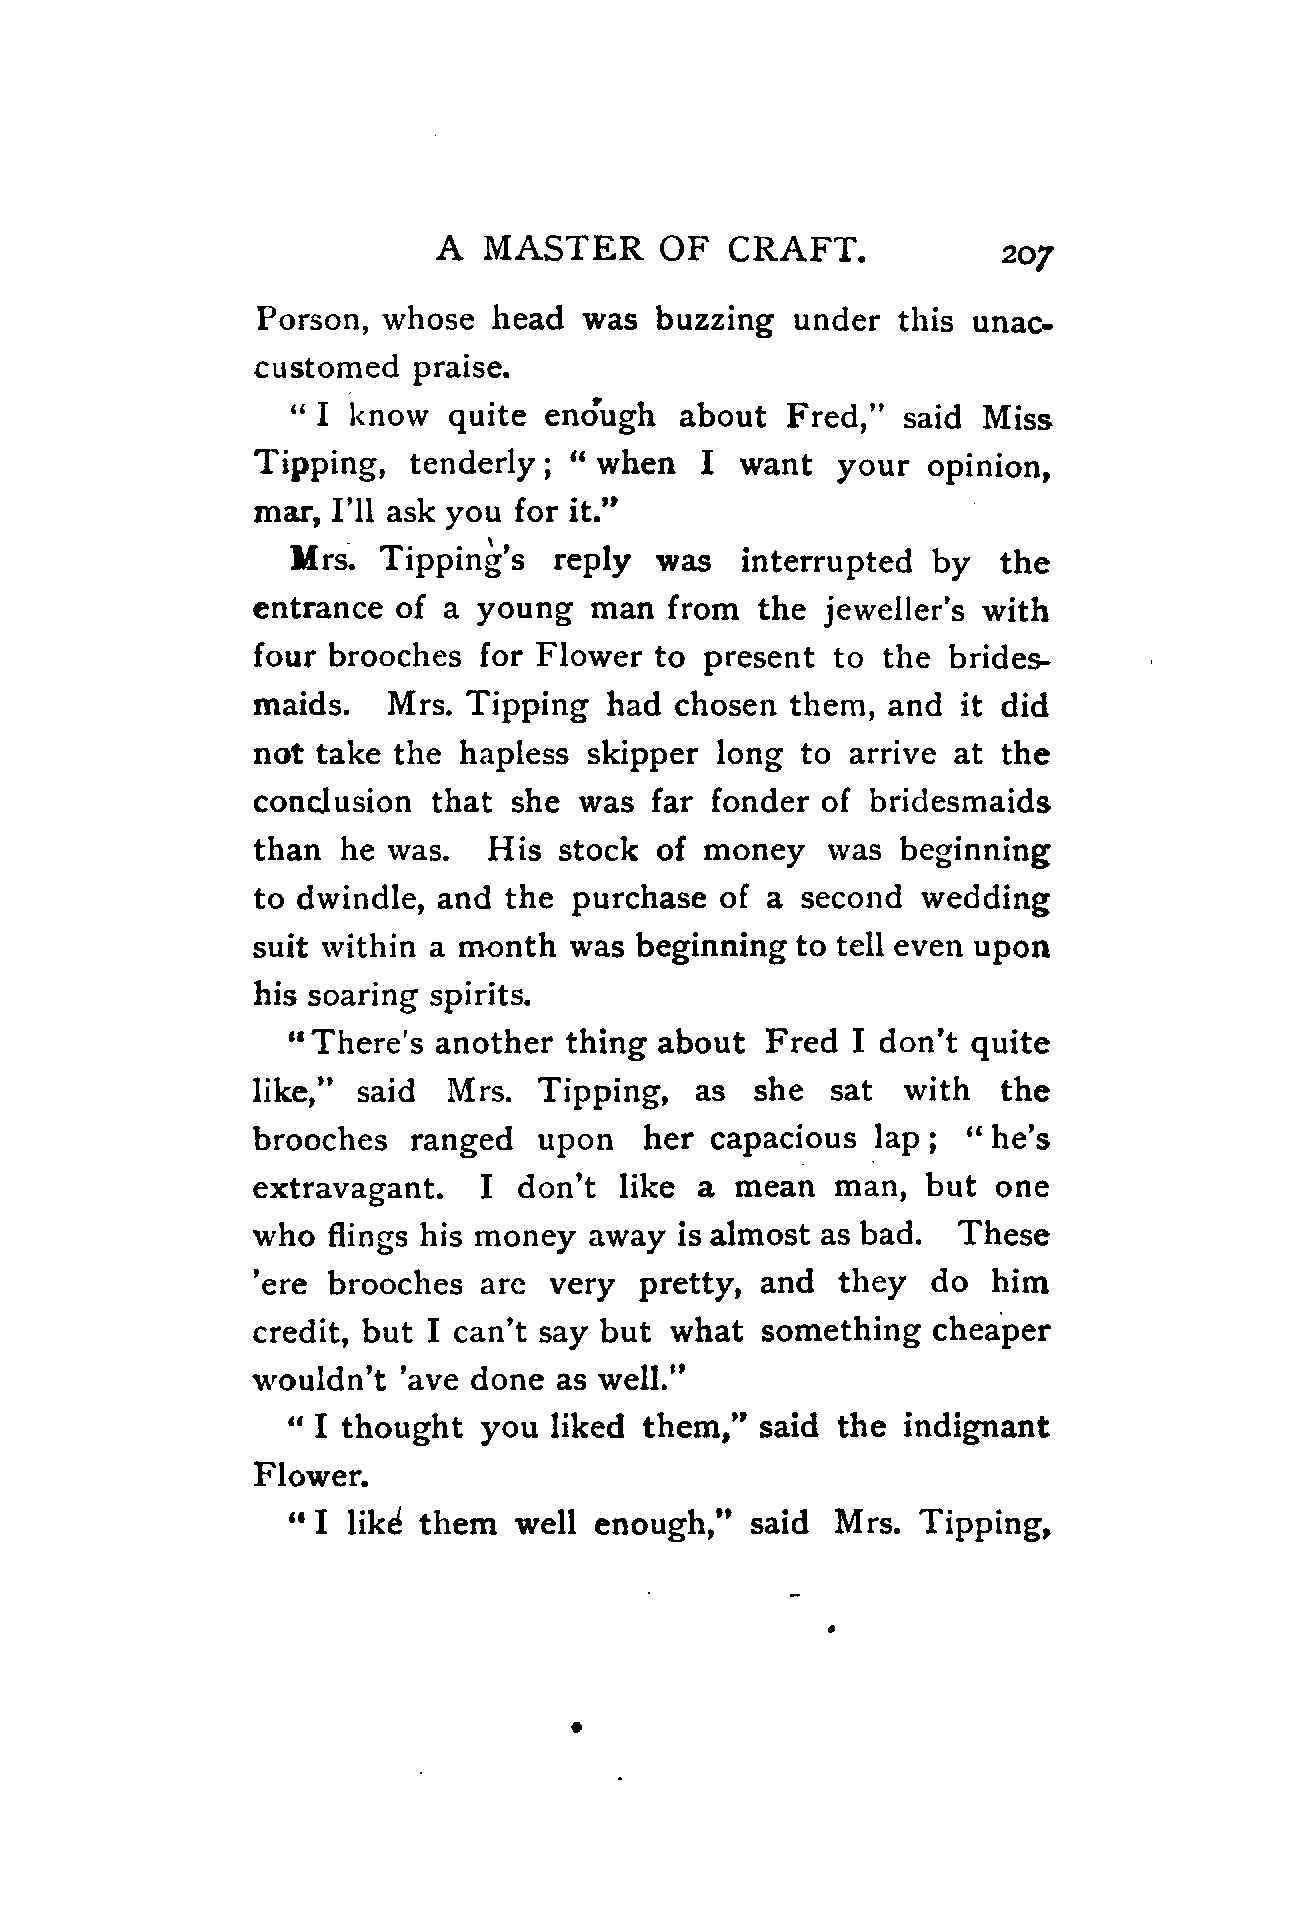 A MASTER OF CRAFT. 207
Porson, whose head was buzzing under this unac-
customed praise.
" I know quite enough about Fred," said Miss
Tipping, tenderly ; " when I want your opinion,
mar, I'll ask you for it."
Mrs. Tipping's reply was interrupted by the
entrance of a young man from the jeweller's with
four brooches for Flower to present to the brides-
maids. Mrs. Tipping had chosen them, and it did
not take the hapless skipper long to arrive at the
conclusion that she was far fonder of bridesmaids
than he was. His stock of money was beginning
to dwindle, and the purchase of a second wedding
suit within a month was beginning to tell even upon
his soaring spirits.
"There's another thing about Fred I don't quite
like," said Mrs. Tipping, as she sat with the
brooches ranged upon her capacious lap ; " he's
extravagant. I don't like a mean man, but one
who flings his money away is almost as bad. These
'ere brooches are very pretty, and they do him
credit, but I can't say but what something cheaper
wouldn't 'ave done as well."
" I thought you liked them," said the indignant
Flower.
" I like them well enough," said Mrs. Tipping,